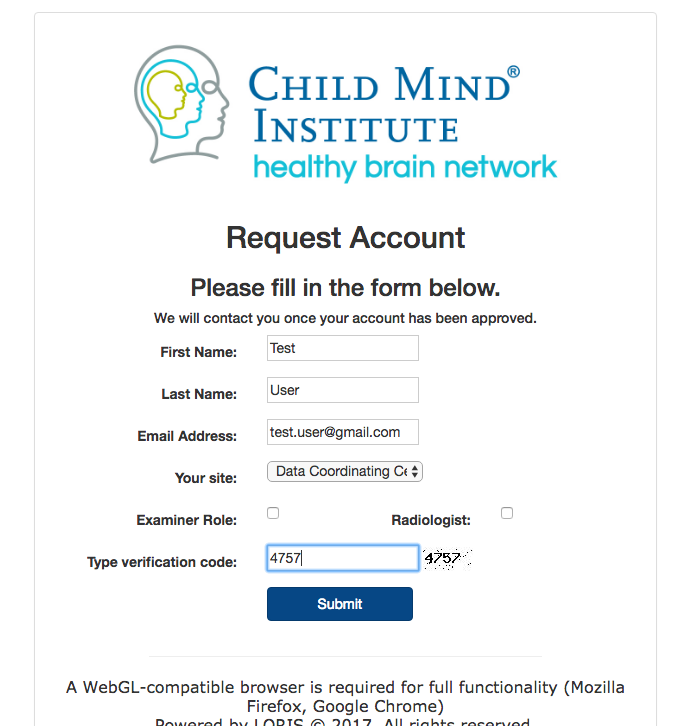 CHILD MIND®
INSTITUTE
healthy brain network
Request Account
Please fill in the form below.
We will contact you once your account has been approved.
First Name: Test
Last Name: User
Email Address: test.user@gmail.com
Your site: Data Coordinating Ce
Examiner Role: Radiologist:
Type verification code: 4757 4757
Submit
A WebGL-compatible browser is required for full functionality (Mozilla
Firefox, Google Chrome)
Powered by LORIS © 2017. All rights reserved.